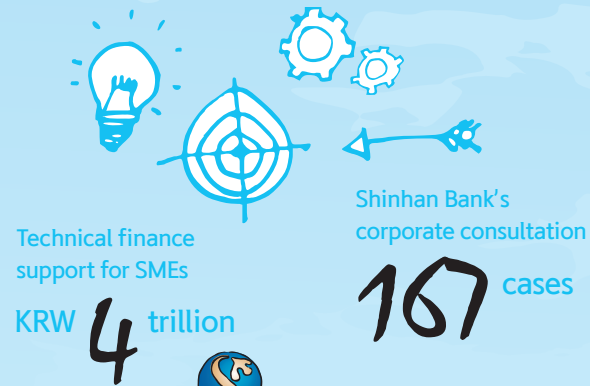 Technical finance
support for SMEs
KRW 4 trillion
Shinhan Bank's
corporate consultation
167 cases